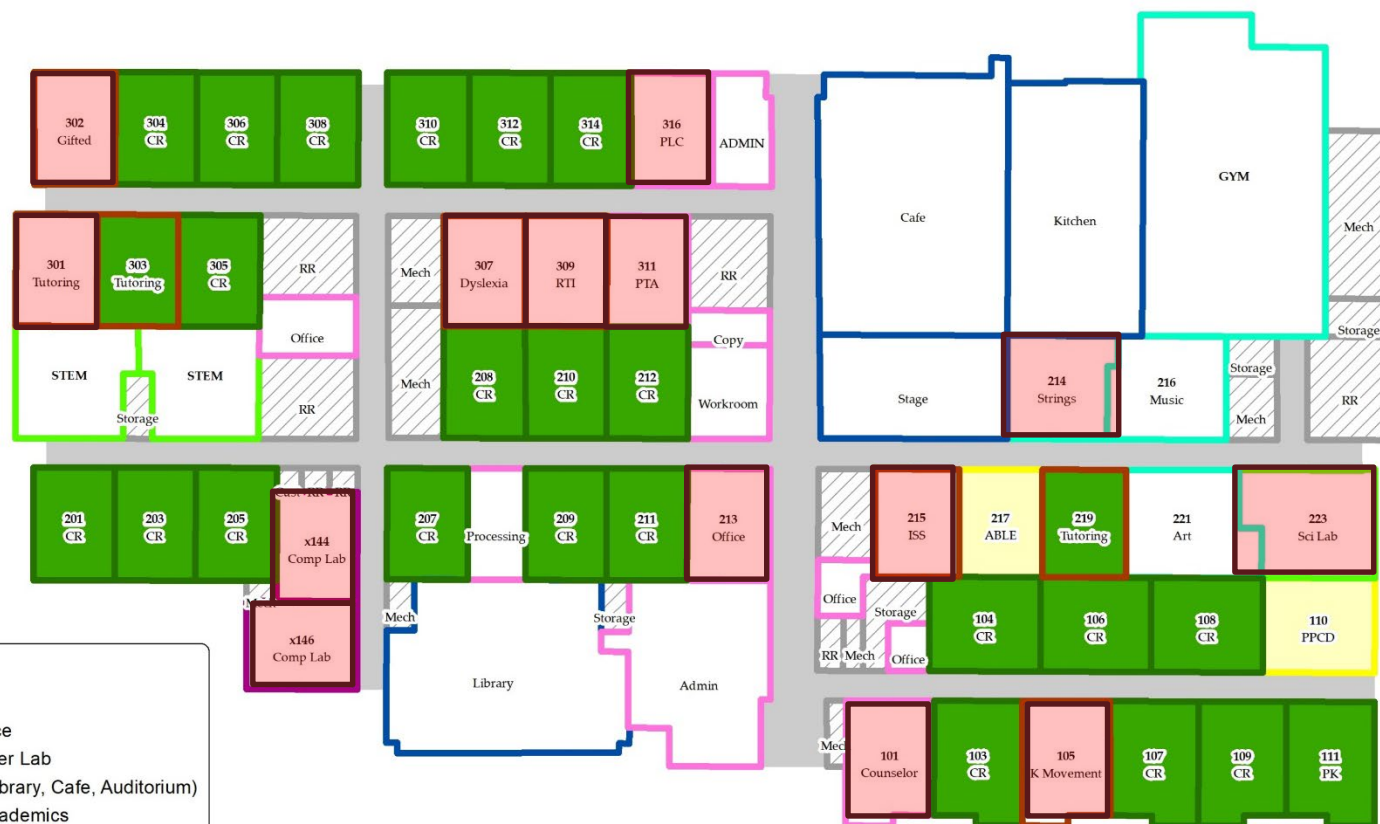 302
Gifted
304
CR
306
CR
308
CR
310
CR
312
CR
314
CR
316
PLC
ADMIN
Cafe
Kitchen
GYM
Mech
301
Tutoring
303
Tutoring
305
CR
RR
Mech
307
Dyslexia
309
RTI
311
PTA
RR
Storage
Office
Copy
STEM
STEM
Storage
RR
Mech
208
CR
210
CR
212
CR
Workroom
Stage
214
Strings
216
Music
Storage
Mech
RR
201
CR
203
CR
205
CR
RR
RR
x144
Comp Lab
207
CR
Processing
209
CR
211
CR
213
Office
Mech
215
ISS
217
ABLE
219
Tutoring
221
Art
223
Sci Lab
x146
Comp Lab
Mech
Library
Storage
Admin
Office
Storage
RR
Mech
Office
104
CR
106
CR
108
CR
110
PPCD
Mech
101
Counselor
103
CR
105
K Movement
107
CR
109
CR
111
PK
er Lab
brary, Cafe, Auditorium)
ademics